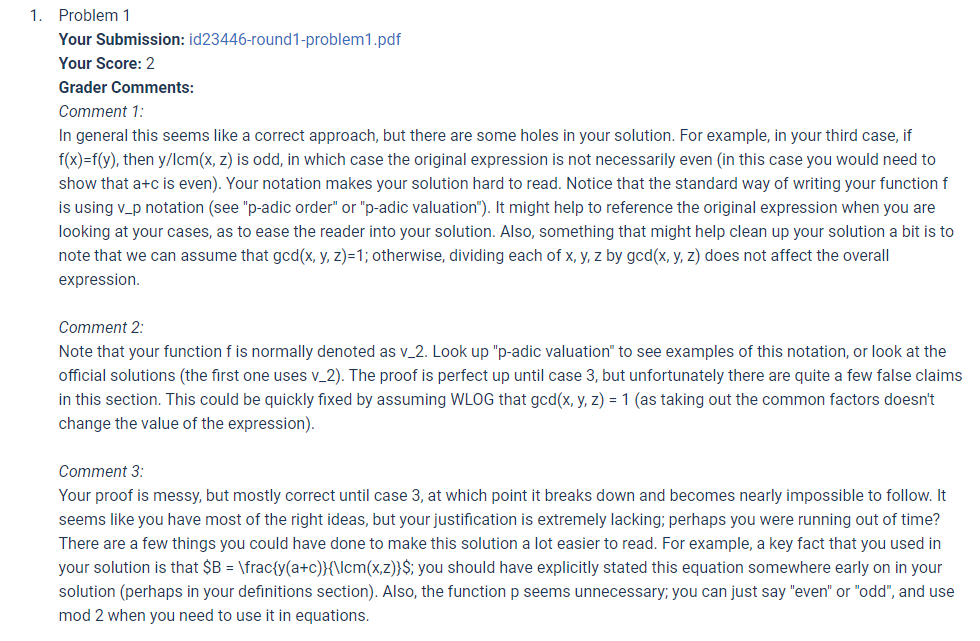 1. Problem 1
Your Submission: id23446-round1-problem1.pdf
Your Score: 2
Grader Comments:
Comment 1:
In general this seems like a correct approach, but there are some holes in your solution. For example, in your third case, if
f(x)=f(y), then y/lcm(x, z) is odd, in which case the original expression is not necessarily even (in this case you would need to
show that a+c is even). Your notation makes your solution hard to read. Notice that the standard way of writing your function f
is using v_p notation (see "p-adic order" or "p-adic valuation"). It might help to reference the original expression when you are
looking at your cases, as to ease the reader into your solution. Also, something that might help clean up your solution a bit is to
note that we can assume that gcd(x, y, z)=1; otherwise, dividing each of x, y, z by gcd(x, y, z) does not affect the overall
expression.
Comment 2:
Note that your function f is normally denoted as v_2. Look up "p-adic valuation" to see examples of this notation, or look at the
official solutions (the first one uses v_2). The proof is perfect up until case 3, but unfortunately there are quite a few false claims
in this section. This could be quickly fixed by assuming WLOG that gcd(x, y, z) = 1 (as taking out the common factors doesn't
change the value of the expression).
Comment 3:
Your proof is messy, but mostly correct until case 3, at which point it breaks down and becomes nearly impossible to follow. It
seems like you have most of the right ideas, but your justification is extremely lacking; perhaps you were running out of time?
There are a few things you could have done to make this solution a lot easier to read. For example, a key fact that you used in
your solution is that $B = \frac{y(a+c)}{\lcm(x,z)}$; you should have explicitly stated this equation somewhere early on in your
solution (perhaps in your definitions section). Also, the function p seems unnecessary; you can just say "even" or "odd", and use
mod 2 when you need to use it in equations.